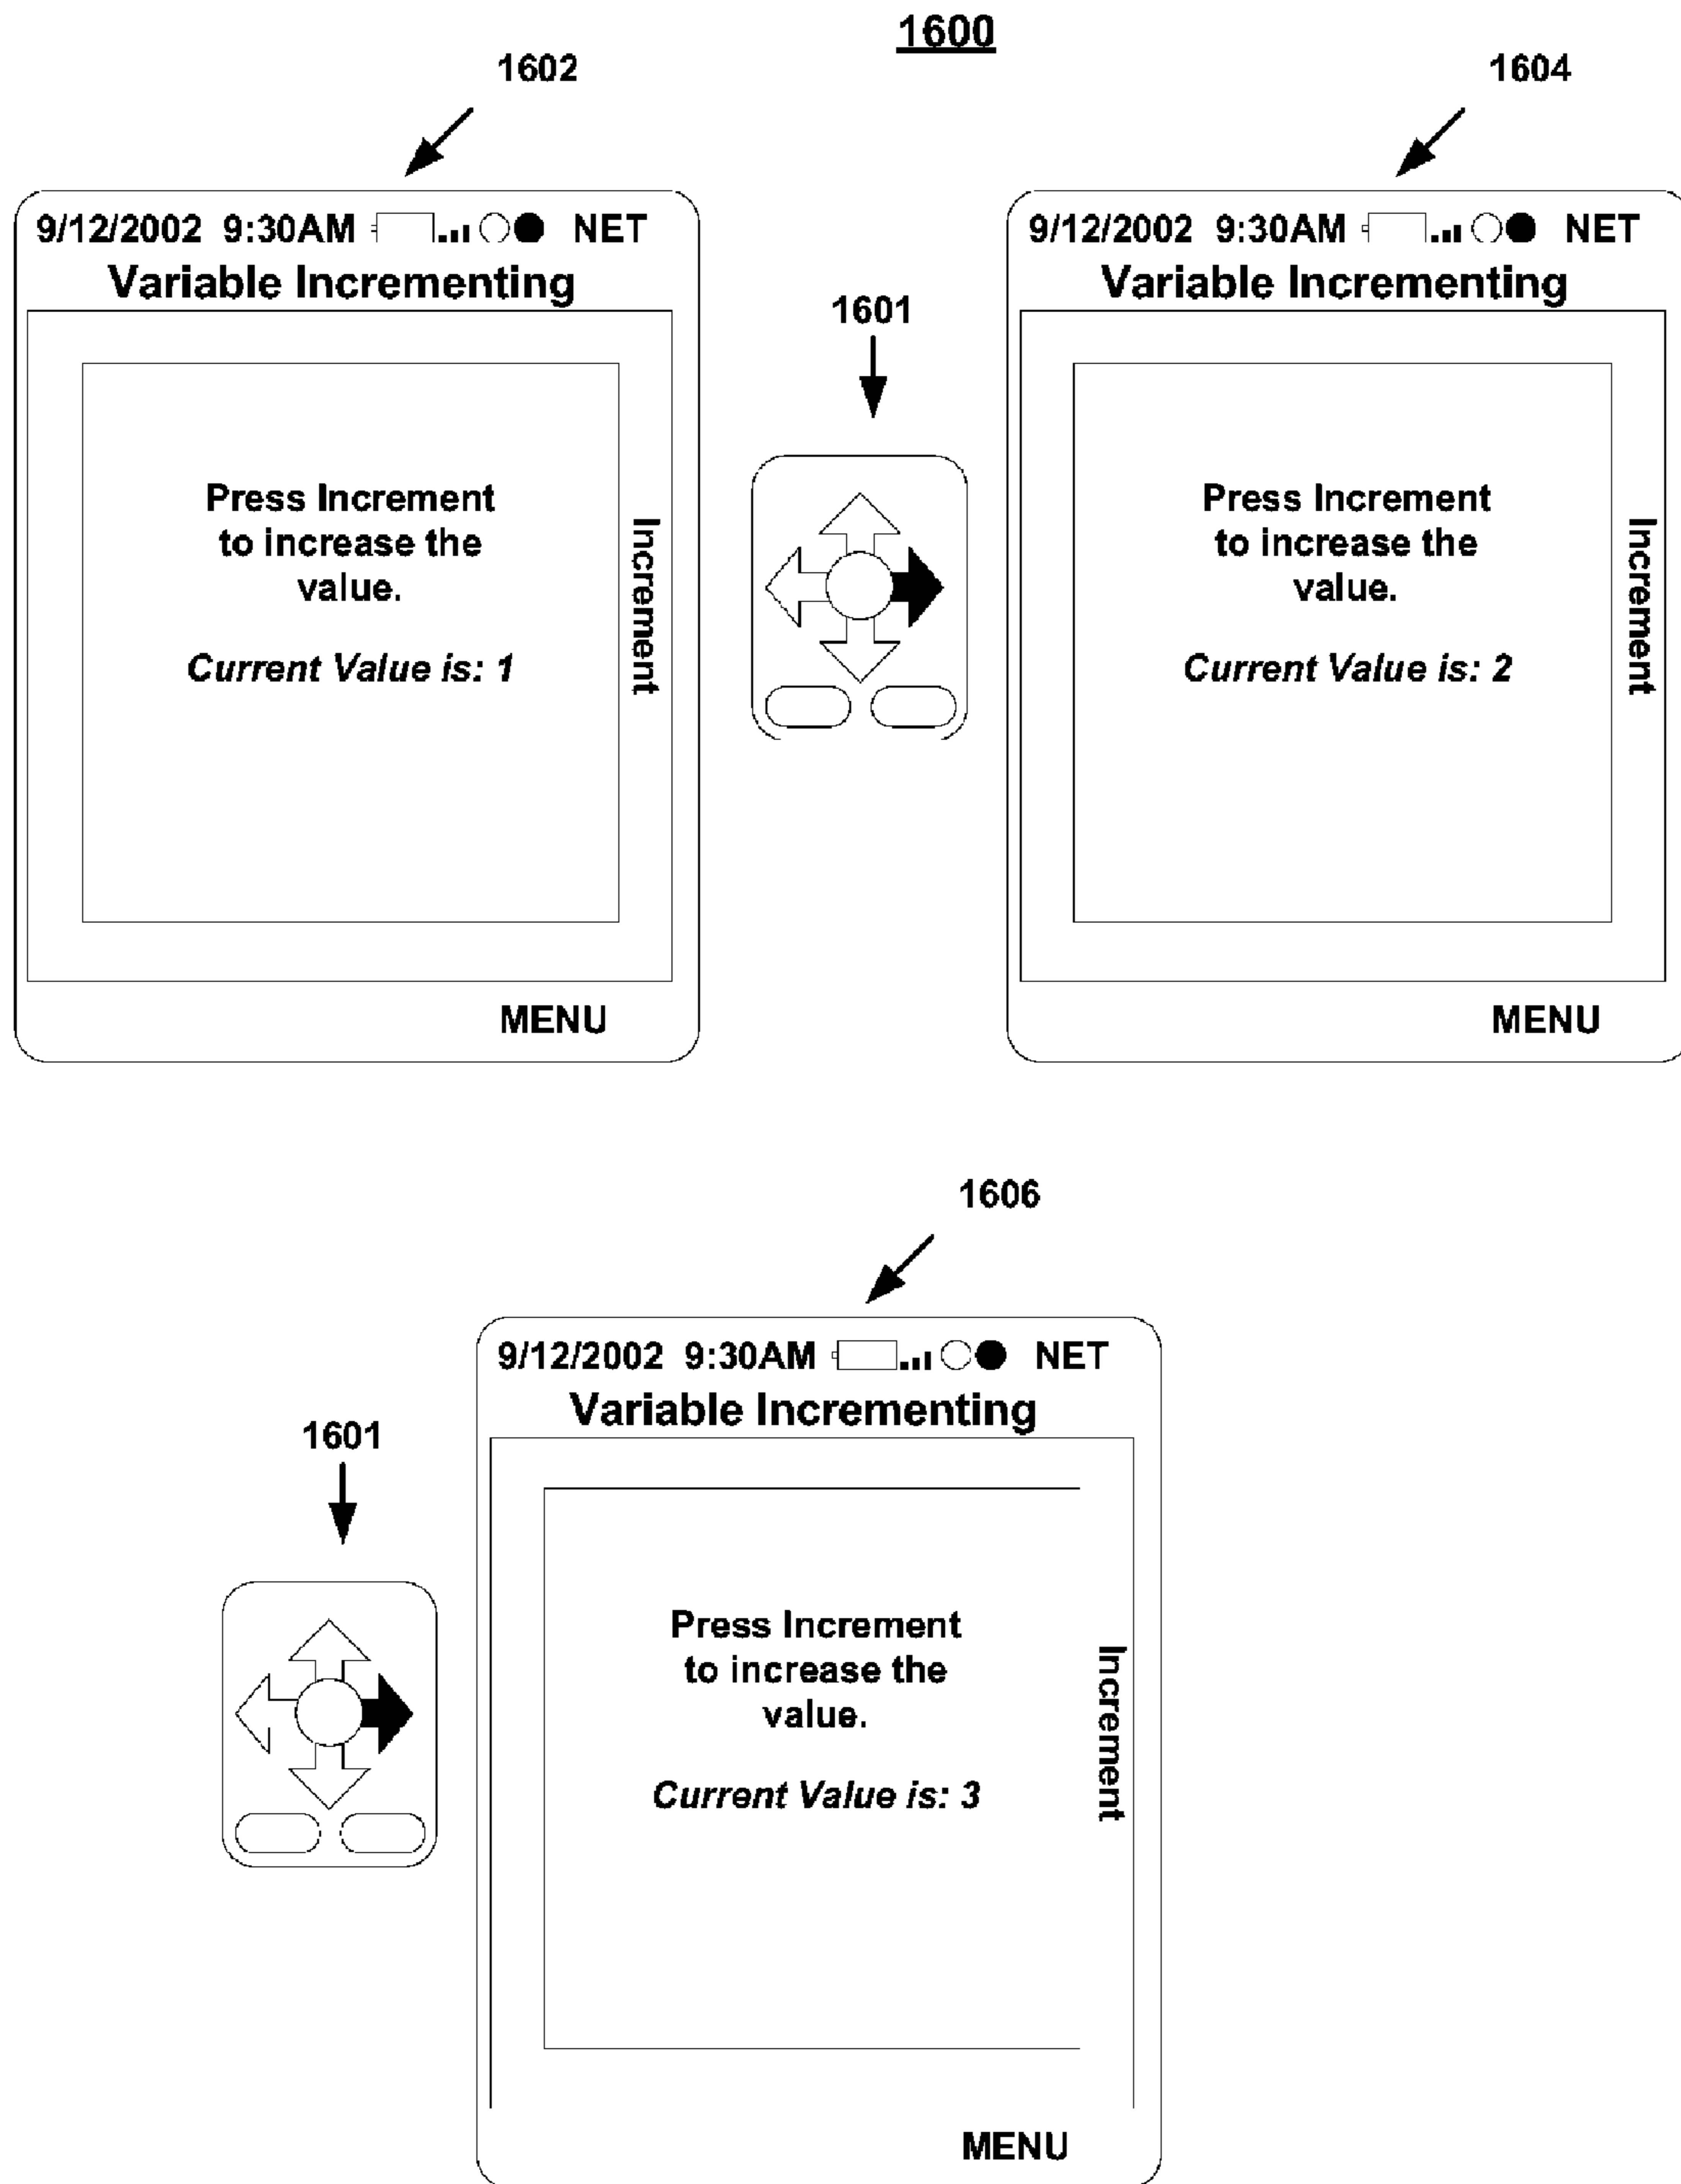 1600
1602
9/12/2002 9:30AM NET
Variable Incrementing
Press Increment
to increase the
value.
Current Value is: 1
Increment
MENU
1601
1604
9/12/2002 9:30AM NET
Variable Incrementing
Press Increment
to increase the
value.
Current Value is: 2
Increment
MENU
1601
1606
9/12/2002 9:30AM NET
Variable Incrementing
Press Increment
to increase the
value.
Current Value is: 3
Increment
MENU